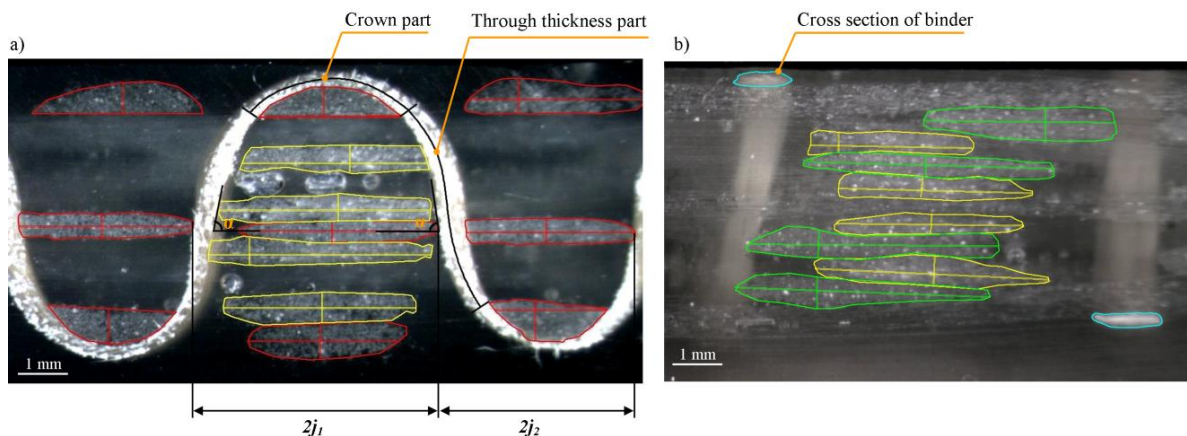 Crown part
Through thickness part
a)
α
α
1 mm
2j₁
2j₂
Cross section of binder
b)
1 mm